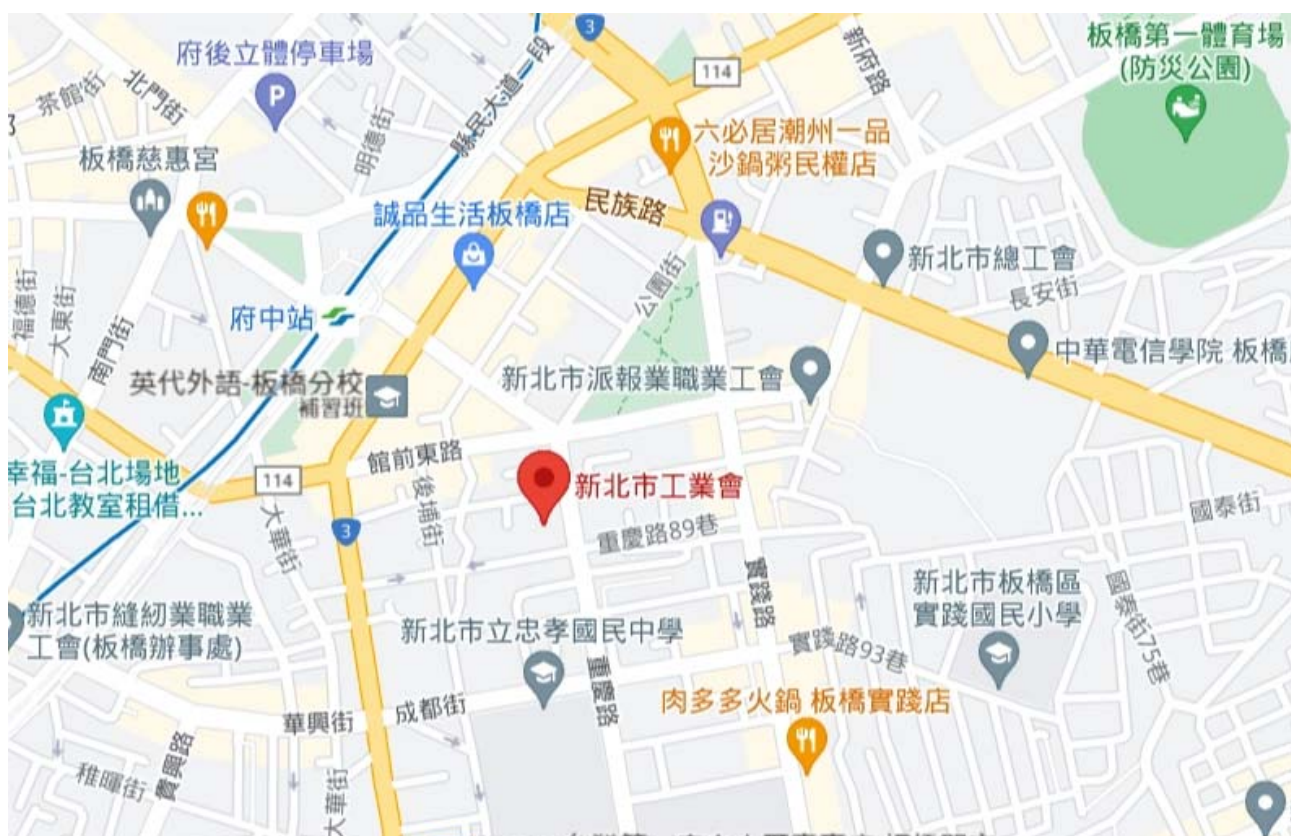 3
新府路
板橋第一體育場
(防災公園)
府後立體停車場
北門街
茶館街
P
明德街
縣民大道一段
114
六必居潮州一品
沙鍋粥民權店
板橋慈惠宮
民族路
誠品生活板橋店
新北市總工會
長安街
公園街
福德街
大東街
南門街
府中站
中華電信學院 板橋
英代外語-板橋分校
補習班
新北市派報業職業工會
館前東路
幸福-台北場地
台北教室租借...
114
大華街
後埔街
新北市工業會
3
重慶路89巷
國泰街
實踐路
新北市板橋區
實踐國民小學
國泰街75巷
新北市縫紉業職業
工會(板橋辦事處)
新北市立忠孝國民中學
實踐路93巷
重慶路
成都街
華興街
肉多多火鍋 板橋實踐店
貴興路
稚暉街
大華街